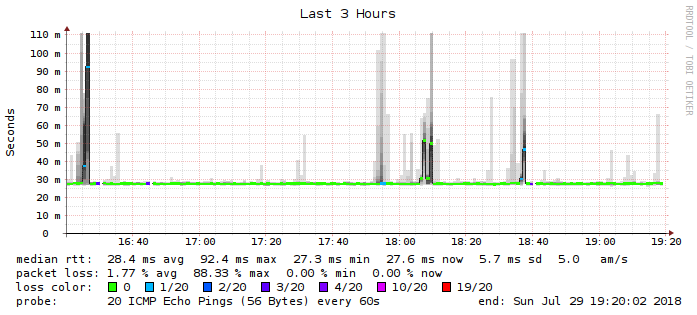 Last 3 Hours
RRDTOOL / TOBI OETIKER
Seconds
110 m
100 m
90 m
80 m
70 m
60 m
50 m
40 m
30 m
20 m
10 m
0
16:40 17:00 17:20 17:40 18:00 18:20 18:40 19:00 19:20
median rtt: 28.4 ms avg 92.4 ms max 27.3 ms min 27.6 ms now 5.7 ms sd 5.0 am/s
packet loss: 1.77 % avg 88.33 % max 0.00 % min 0.00 % now
loss color: 0 1/20 2/20 3/20 4/20 10/20 19/20
probe: 20 ICMP Echo Pings (56 Bytes) every 60s end: Sun Jul 29 19:20:02 2018